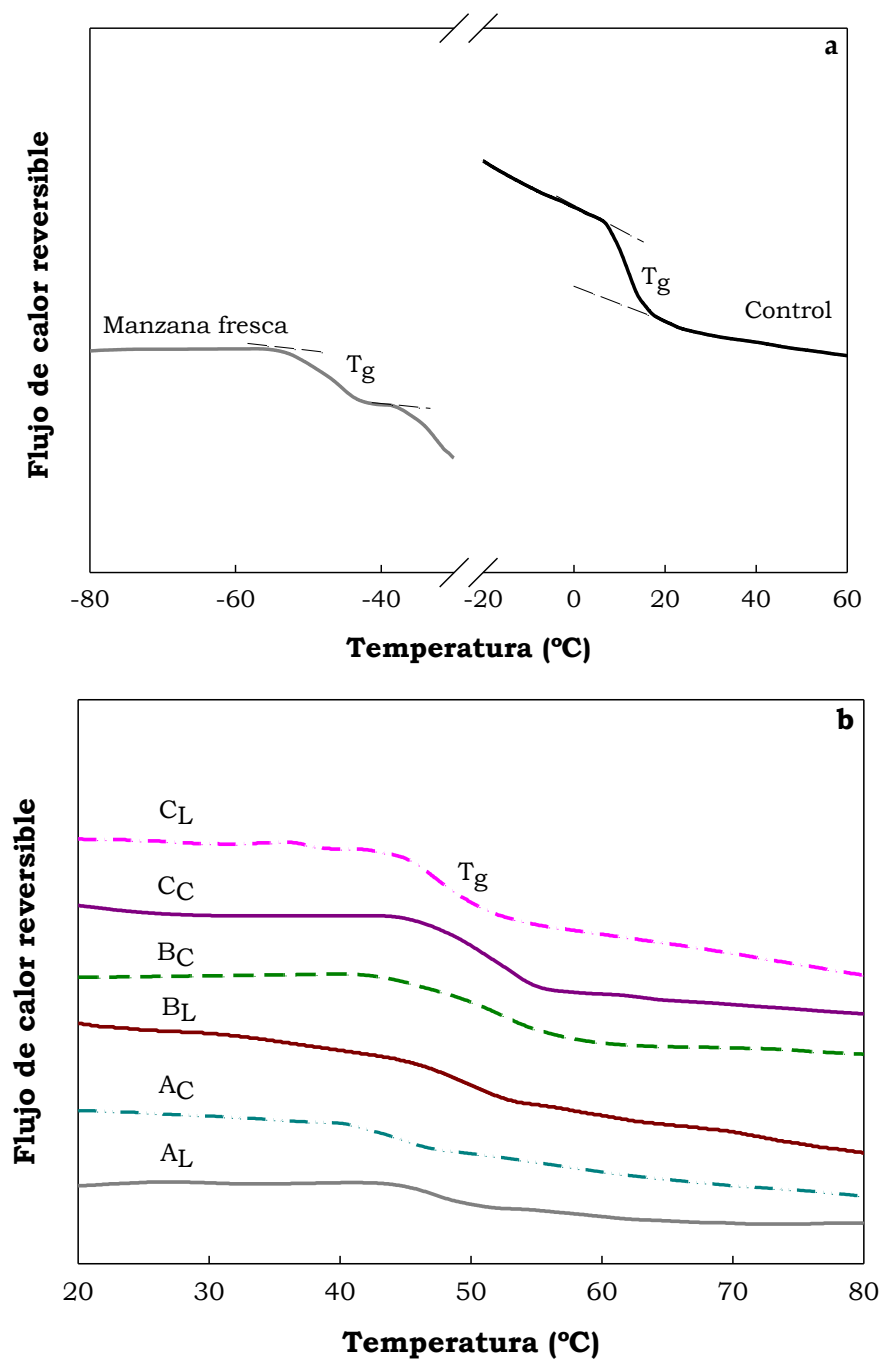 a
Flujo de calor reversible
Manzana fresca
Tg
Tg
Control
-80 -60 -40 -20 0 20 40 60
Temperatura (ºC)
b
Flujo de calor reversible
CL
Tg
CC
BC
BL
AC
AL
20 30 40 50 60 70 80
Temperatura (ºC)